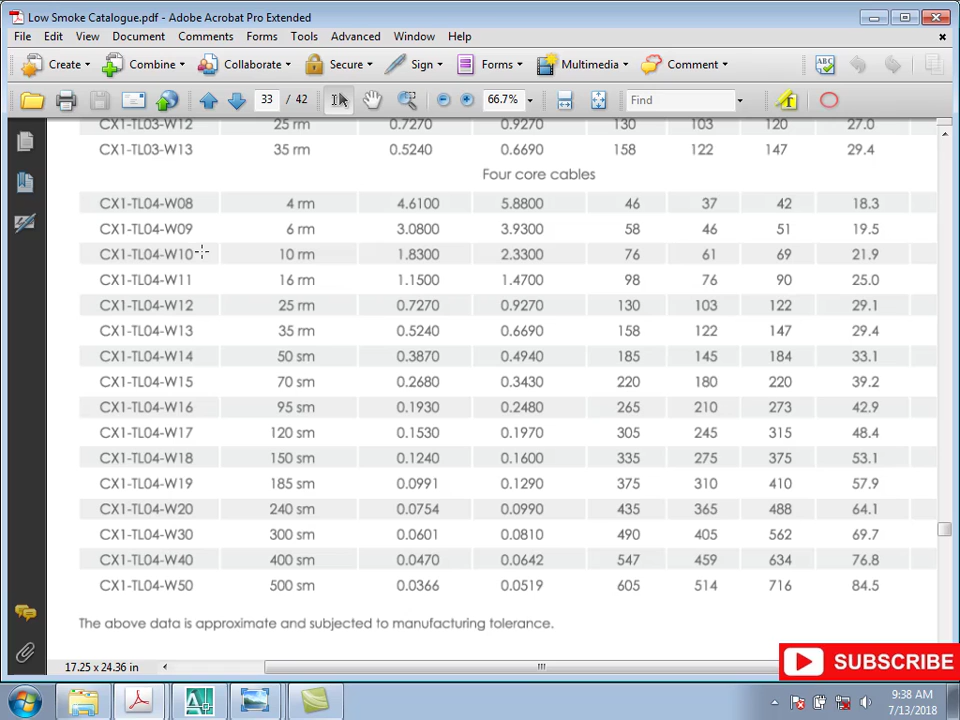 Low Smoke Catalogue.pdf - Adobe Acrobat Pro Extended
File Edit View Document Comments Forms Tools Advanced Window Help
Create Combine Collaborate Secure Sign Forms Multimedia Comment ABC
33 / 42 66.7% Find
CX1-TL03-W12 25 rm 0.7270 0.9270 130 103 120 27.0
CX1-TL03-W13 35 rm 0.5240 0.6690 158 122 147 29.4
Four core cables
CX1-TL04-W08 4 rm 4.6100 5.8800 46 37 42 18.3
CX1-TL04-W09 6 rm 3.0800 3.9300 58 46 51 19.5
CX1-TL04-W10 10 rm 1.8300 2.3300 76 61 69 21.9
CX1-TL04-W11 16 rm 1.1500 1.4700 98 76 90 25.0
CX1-TL04-W12 25 rm 0.7270 0.9270 130 103 122 29.1
CX1-TL04-W13 35 rm 0.5240 0.6690 158 122 147 29.4
CX1-TL04-W14 50 sm 0.3870 0.4940 185 145 184 33.1
CX1-TL04-W15 70 sm 0.2680 0.3430 220 180 220 39.2
CX1-TL04-W16 95 sm 0.1930 0.2480 265 210 273 42.9
CX1-TL04-W17 120 sm 0.1530 0.1970 305 245 315 48.4
CX1-TL04-W18 150 sm 0.1240 0.1600 335 275 375 53.1
CX1-TL04-W19 185 sm 0.0991 0.1290 375 310 410 57.9
CX1-TL04-W20 240 sm 0.0754 0.0990 435 365 488 64.1
CX1-TL04-W30 300 sm 0.0601 0.0810 490 405 562 69.7
CX1-TL04-W40 400 sm 0.0470 0.0642 547 459 634 76.8
CX1-TL04-W50 500 sm 0.0366 0.0519 605 514 716 84.5
The above data is approximate and subjected to manufacturing tolerance.
17.25 x 24.36 in
SUBSCRIBE
9:38 AM
7/13/2018